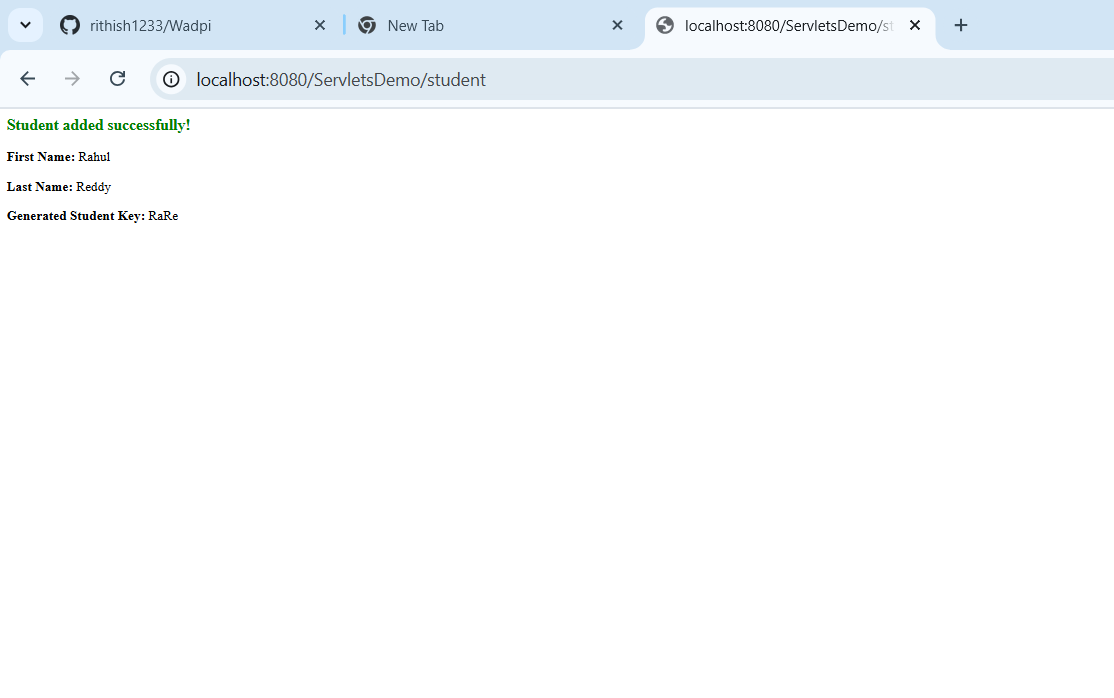 rithish1233/Wadpi
New Tab
localhost:8080/ServletsDemo/st
localhost:8080/ServletsDemo/student
Student added successfully!
First Name: Rahul
Last Name: Reddy
Generated Student Key: RaRe